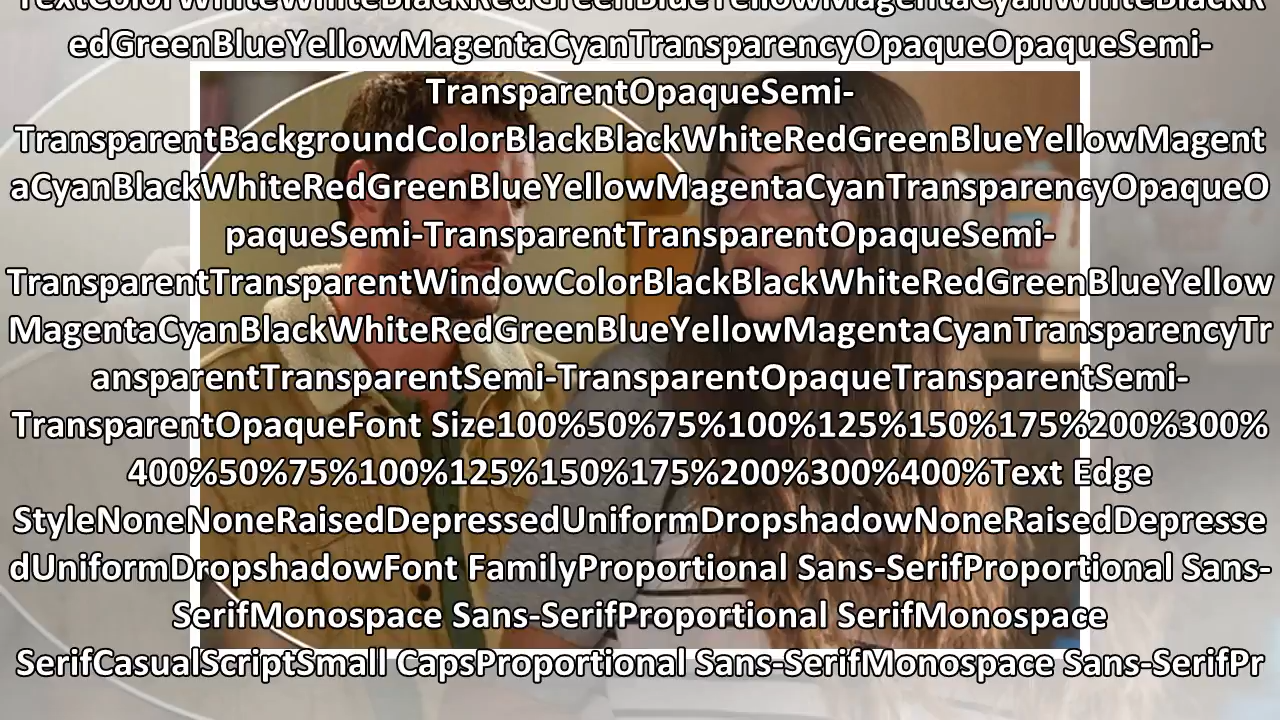 TextColorWhiteWhiteBlackRedGreenBlueYellowMagentaCyanWhiteBlackR
edGreenBlueYellowMagentaCyanTransparencyOpaqueOpaqueSemi-
TransparentOpaqueSemi-
TransparentBackgroundColorBlackBlackWhiteRedGreenBlueYellowMagent
aCyanBlackWhiteRedGreenBlueYellowMagentaCyanTransparencyOpaqueO
paqueSemi-TransparentTransparentOpaqueSemi-
TransparentTransparentWindowColorBlackBlackWhiteRedGreenBlueYellow
MagentaCyanBlackWhiteRedGreenBlueYellowMagentaCyanTransparencyTr
ansparentTransparentSemi-TransparentOpaqueTransparentSemi-
TransparentOpaqueFont Size100%50%75%100%125%150%175%200%300%
400%50%75%100%125%150%175%200%300%400%Text Edge
StyleNoneNoneRaisedDepressedUniformDropshadowNoneRaisedDepresse
dUniformDropshadowFont FamilyProportional Sans-SerifProportional Sans-
SerifMonospace Sans-SerifProportional SerifMonospace
SerifCasualScriptSmall CapsProportional Sans-SerifMonospace Sans-SerifPr